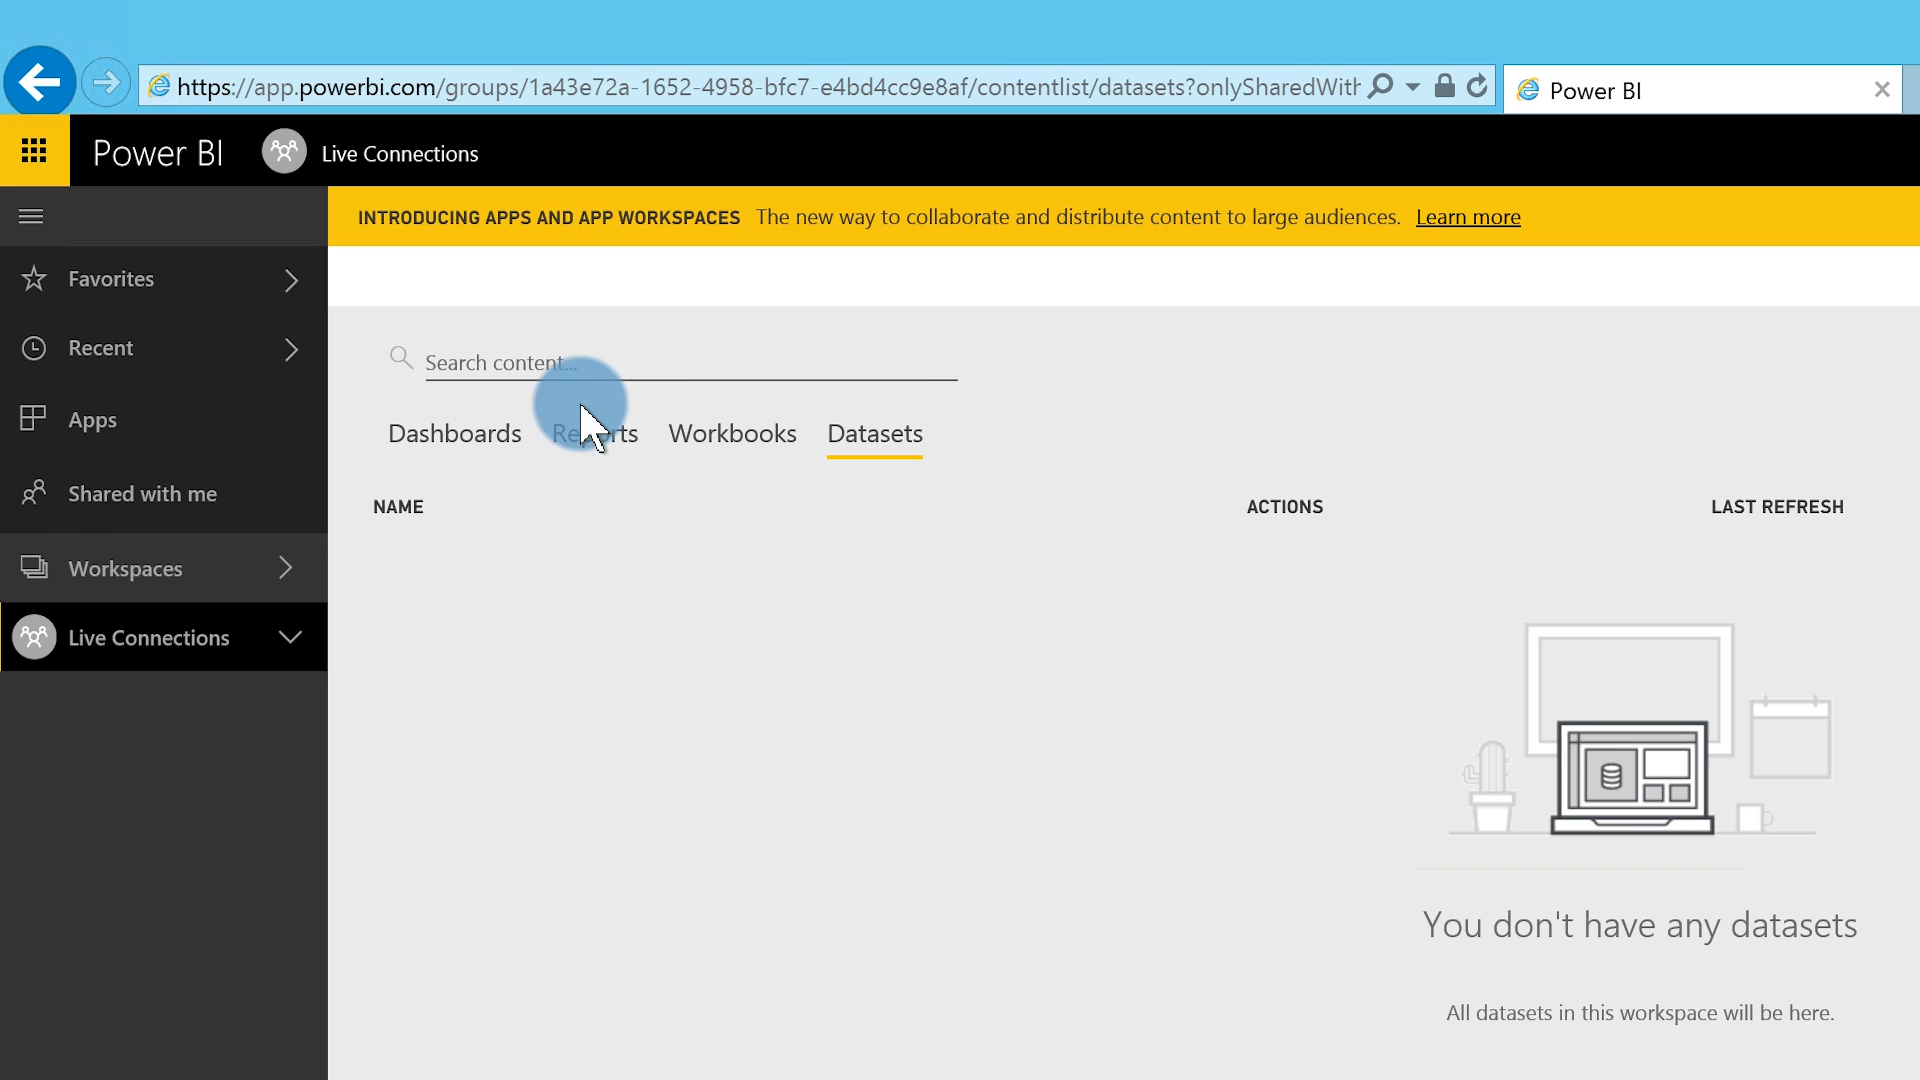 https://app.powerbi.com/groups/1a43e72a-1652-4958-bfc7-e4bd4cc9e8af/contentlist/datasets?onlySharedWith
Power BI
Power BI
Live Connections
INTRODUCING APPS AND APP WORKSPACES The new way to collaborate and distribute content to large audiences. Learn more
Favorites
Recent
Apps
Shared with me
Workspaces
Live Connections
Search content...
Dashboards Reports Workbooks Datasets
NAME ACTIONS LAST REFRESH
You don't have any datasets
All datasets in this workspace will be here.